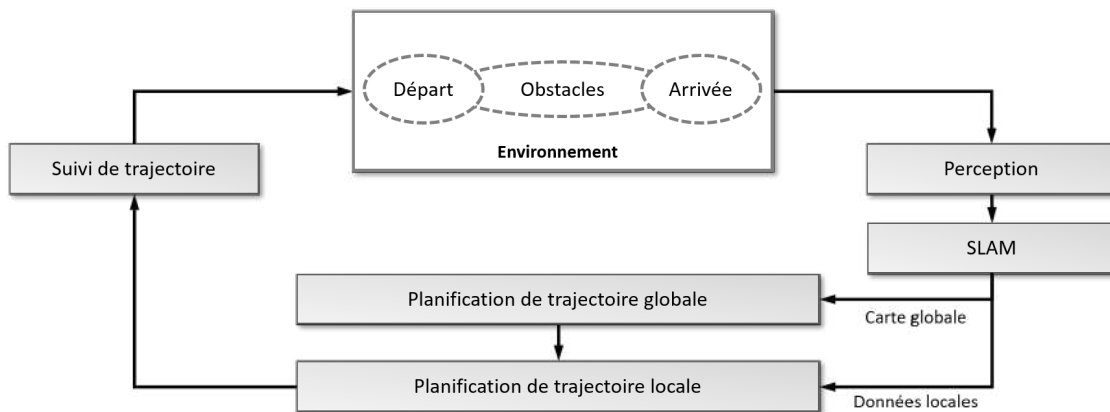 Départ
Obstacles
Arrivée
Environnement
Suivi de trajectoire
Perception
SLAM
Planification de trajectoire globale
Carte globale
Planification de trajectoire locale
Données locales